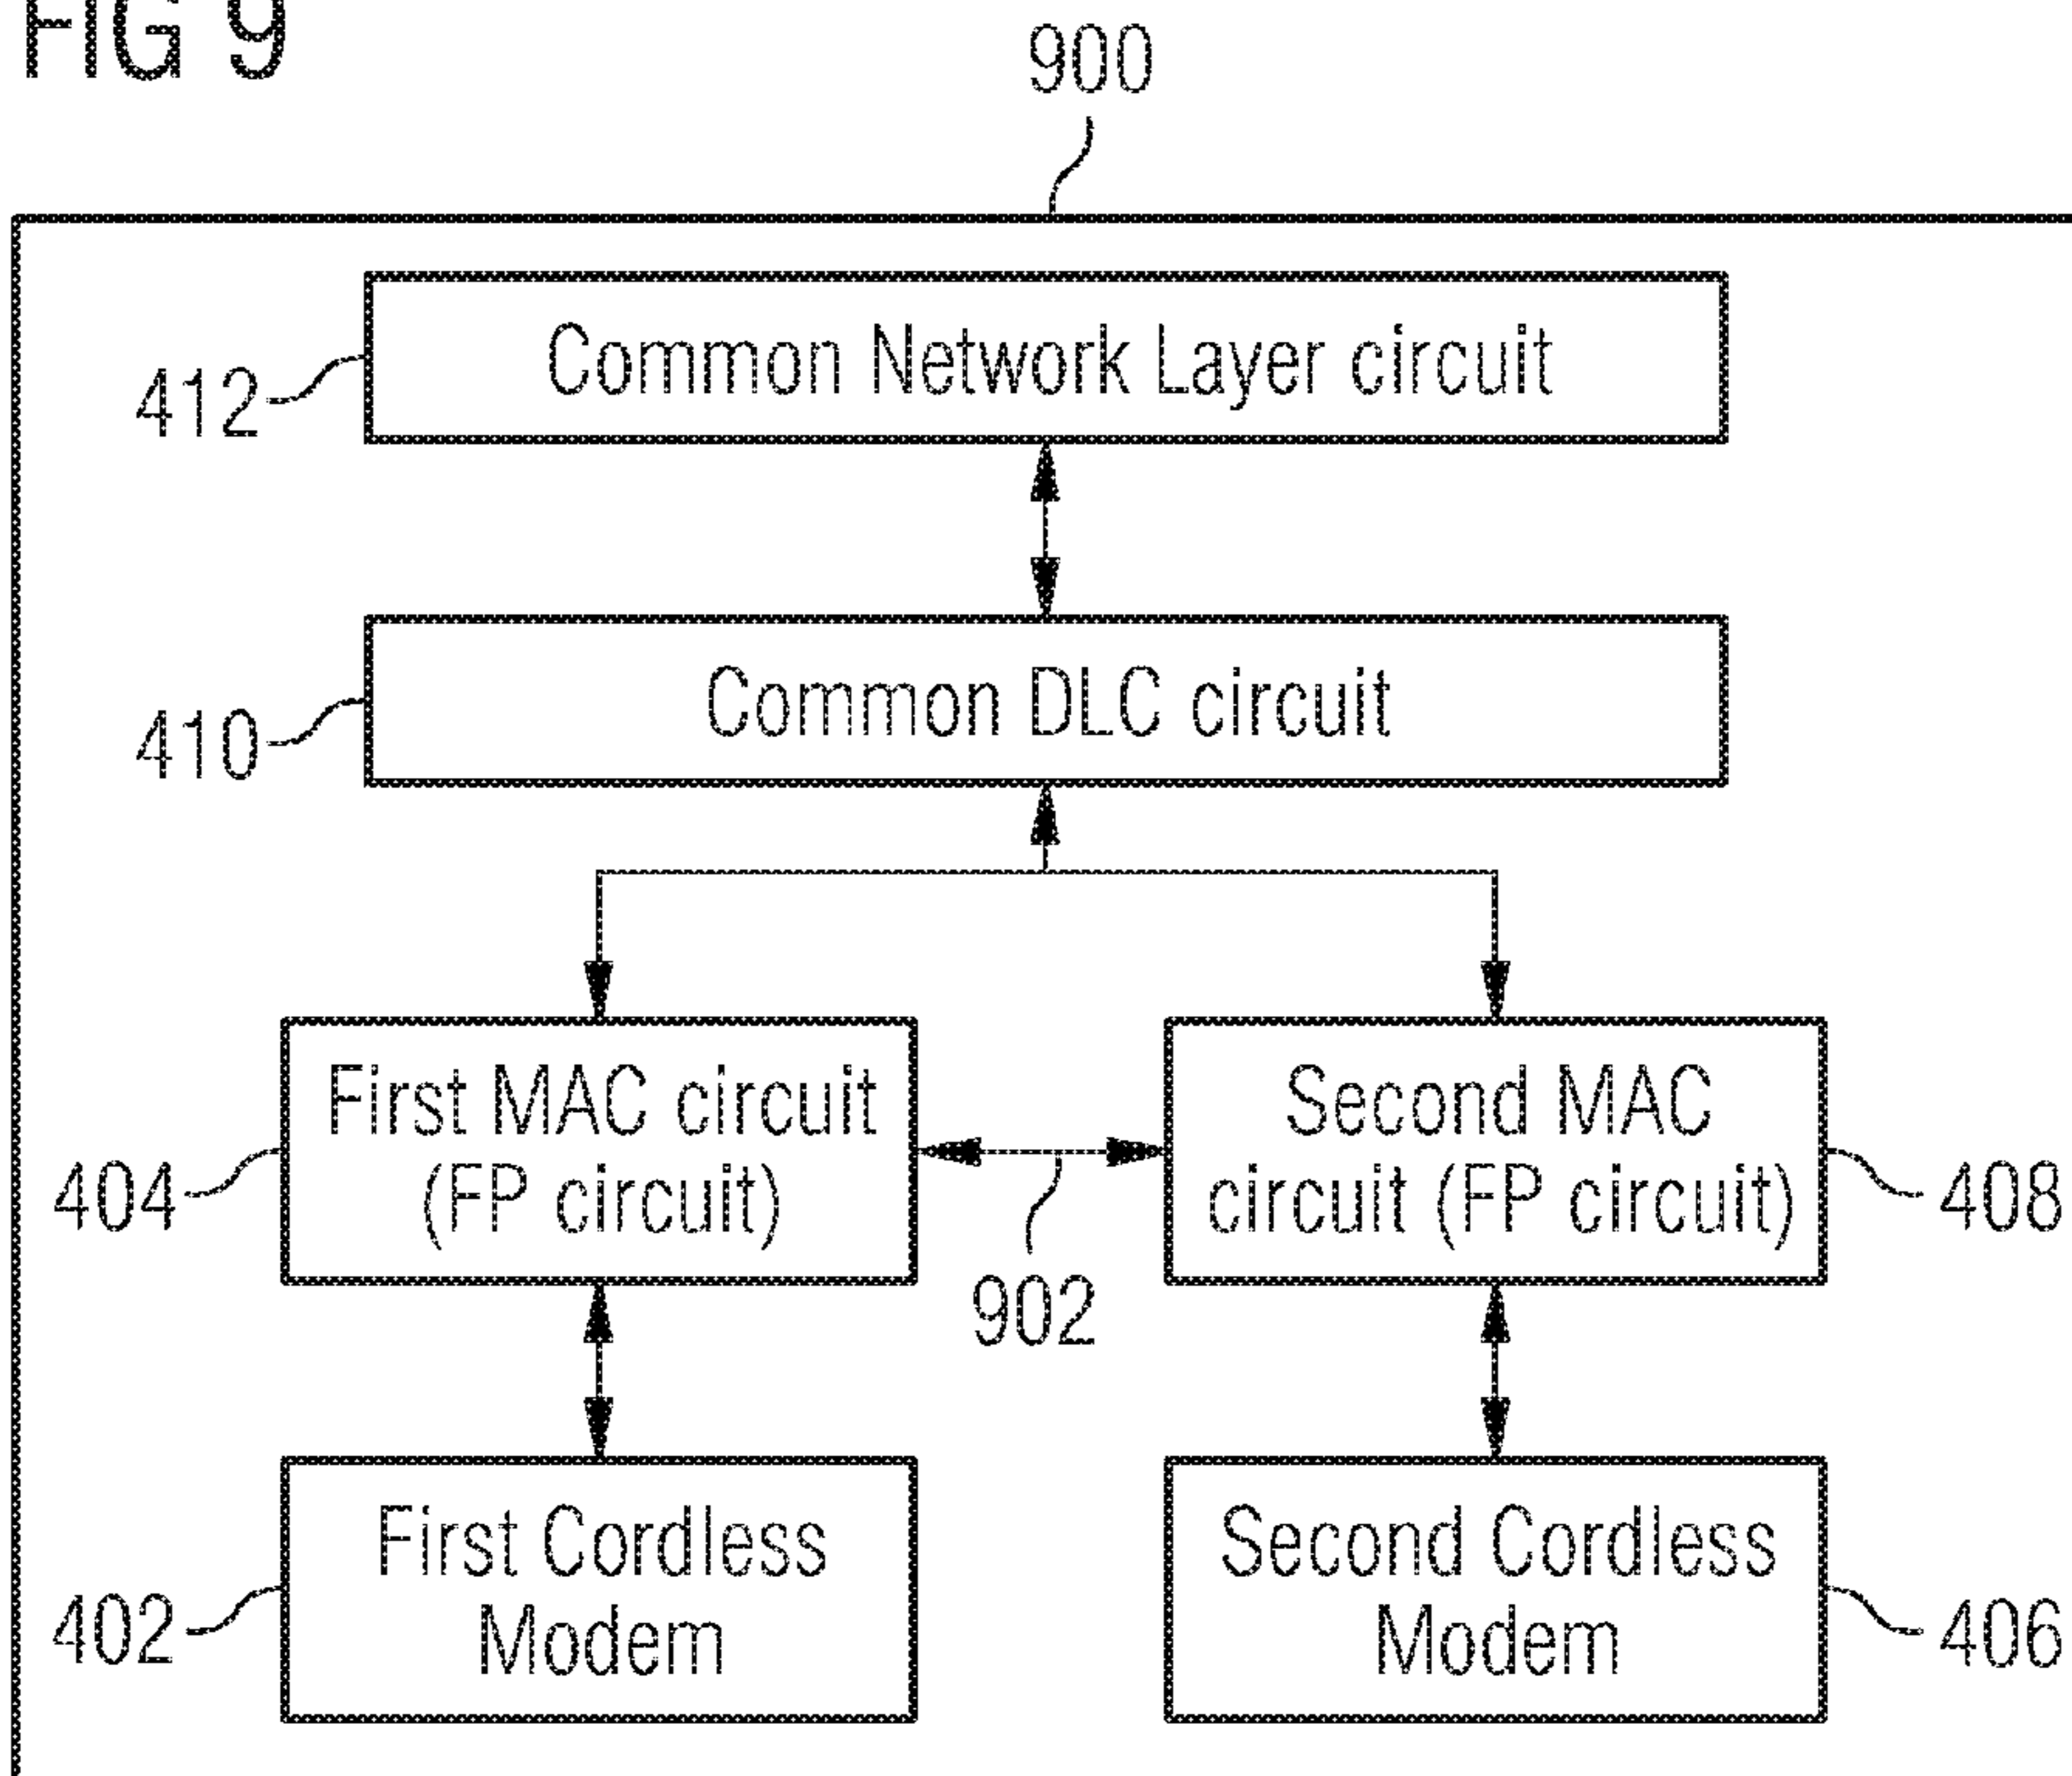 FIG 9
900
Common Network Layer circuit
412
Common DLC circuit
410
First MAC circuit
(FP circuit)
404
Second MAC
circuit (FP circuit)
408
902
First Cordless
Modem
402
Second Cordless
Modem
406